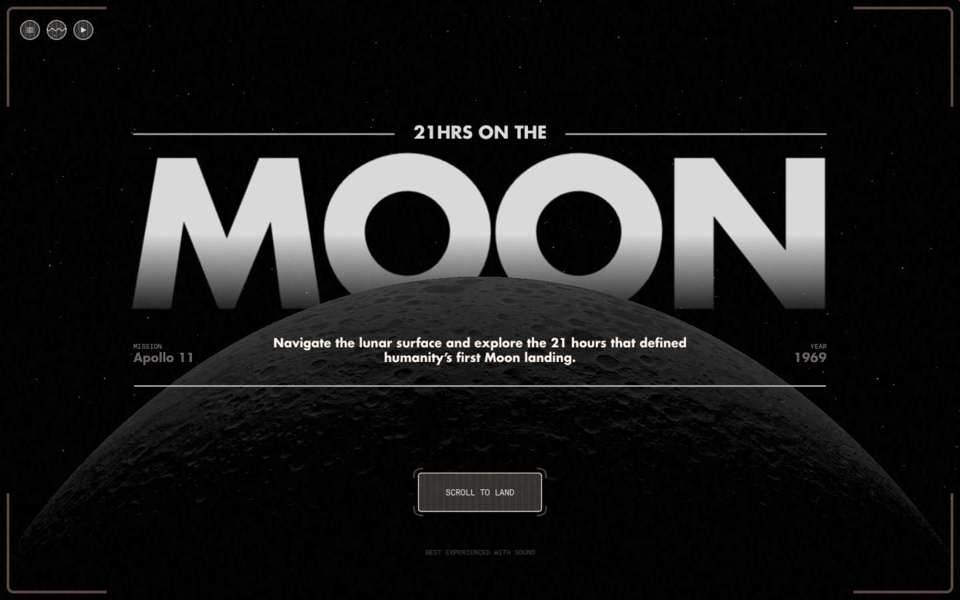 21HRS ON THE
MOON
MISSION
Apollo 11
Navigate the lunar surface and explore the 21 hours that defined
humanity’s first Moon landing.
YEAR
1969
SCROLL TO LAND
BEST EXPERIENCED WITH SOUND